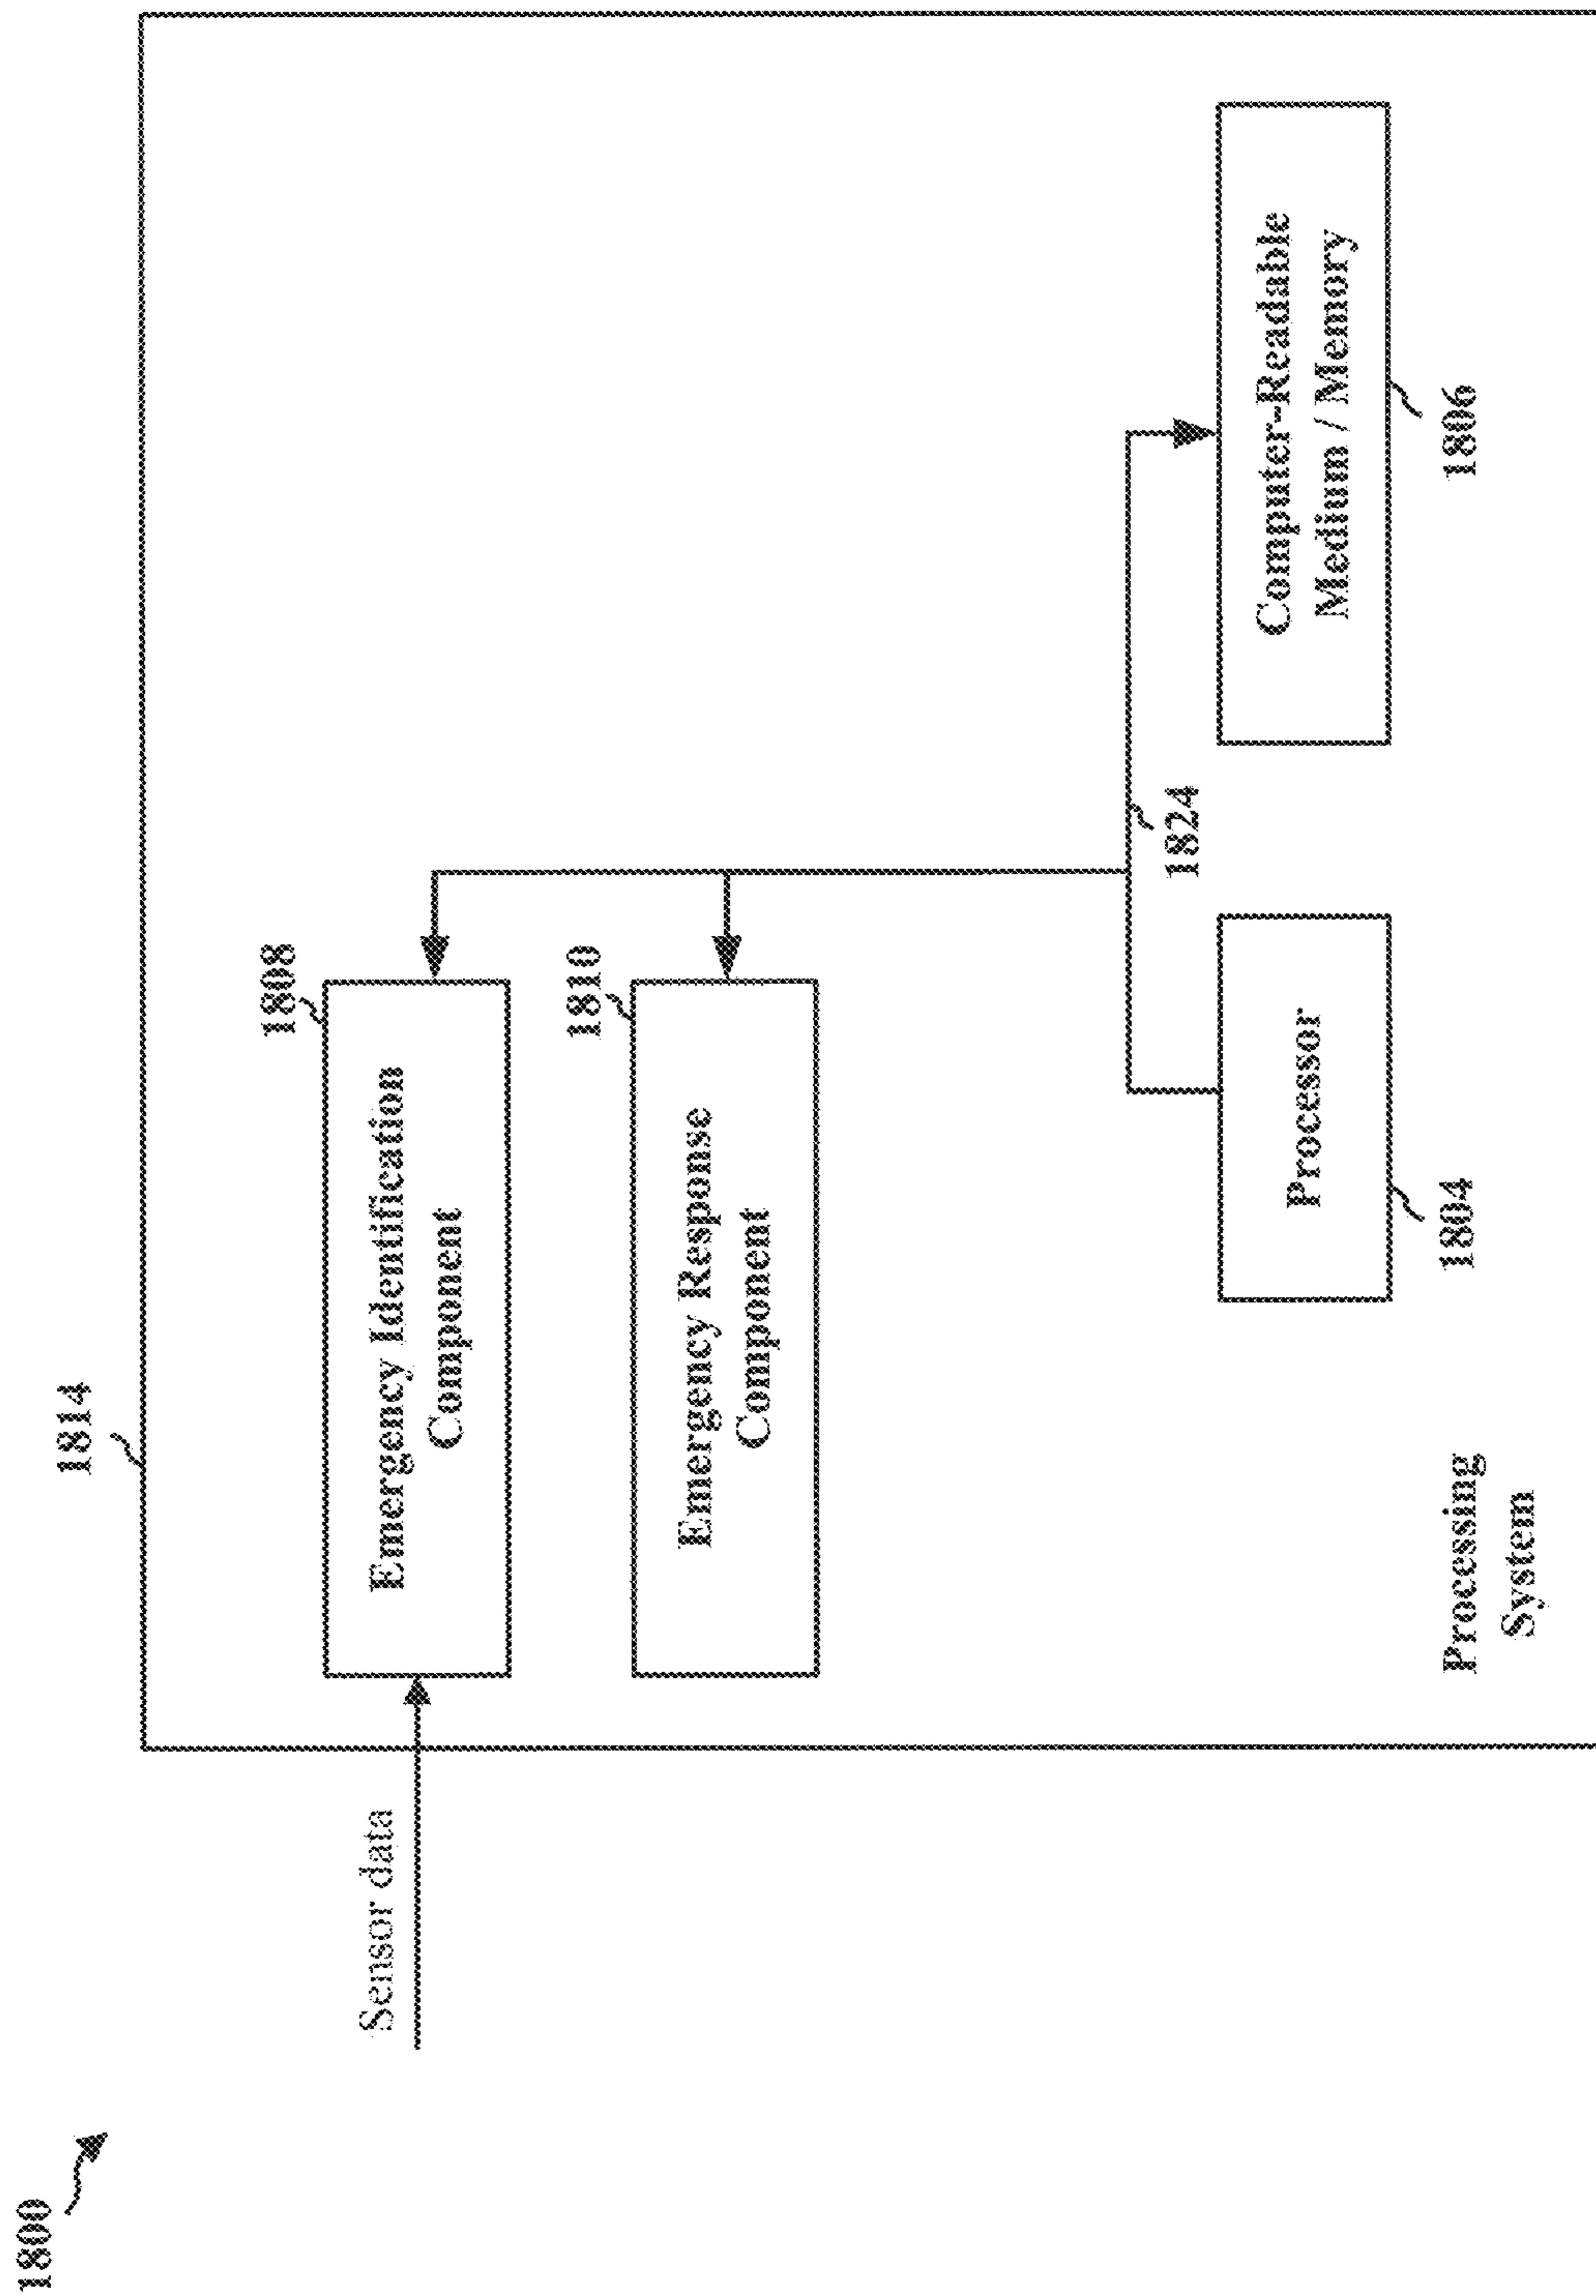 1800
1814
Sensor data
1808
Emergency Identification
Component
1810
Emergency Response
Component
1824
Processor
1804
Computer-Readable
Medium / Memory
1806
Processing
System